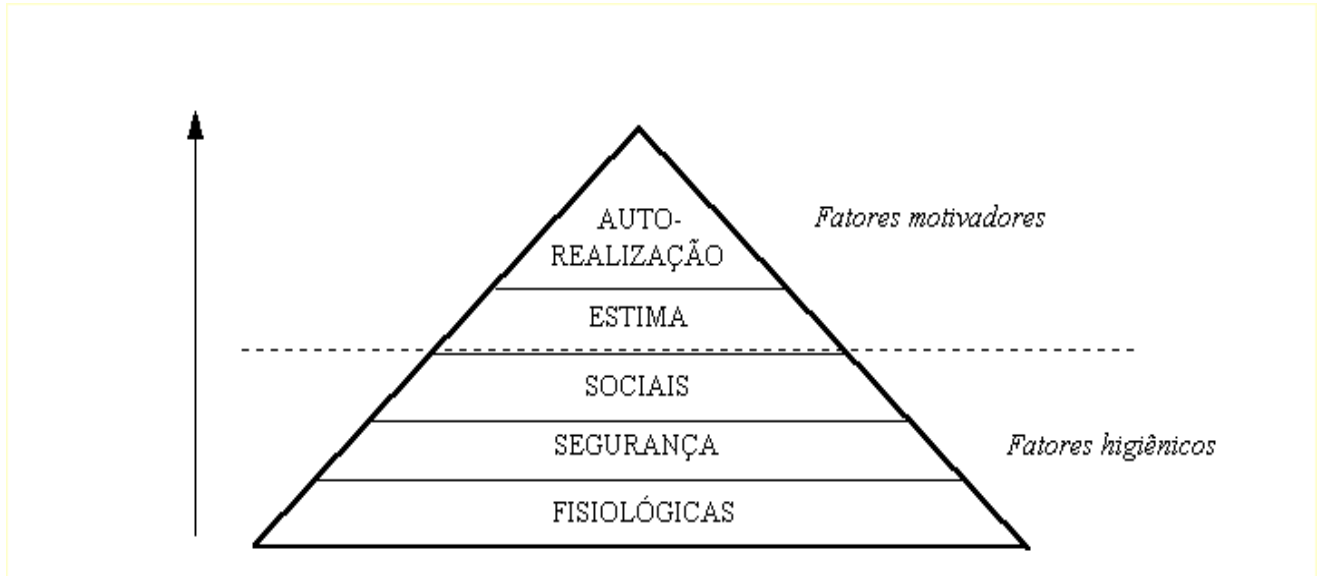 AUTO-
REALIZAÇÃO
Fatores motivadores
ESTIMA
SOCIAIS
SEGURANÇA
Fatores higiênicos
FISIOLÓGICAS